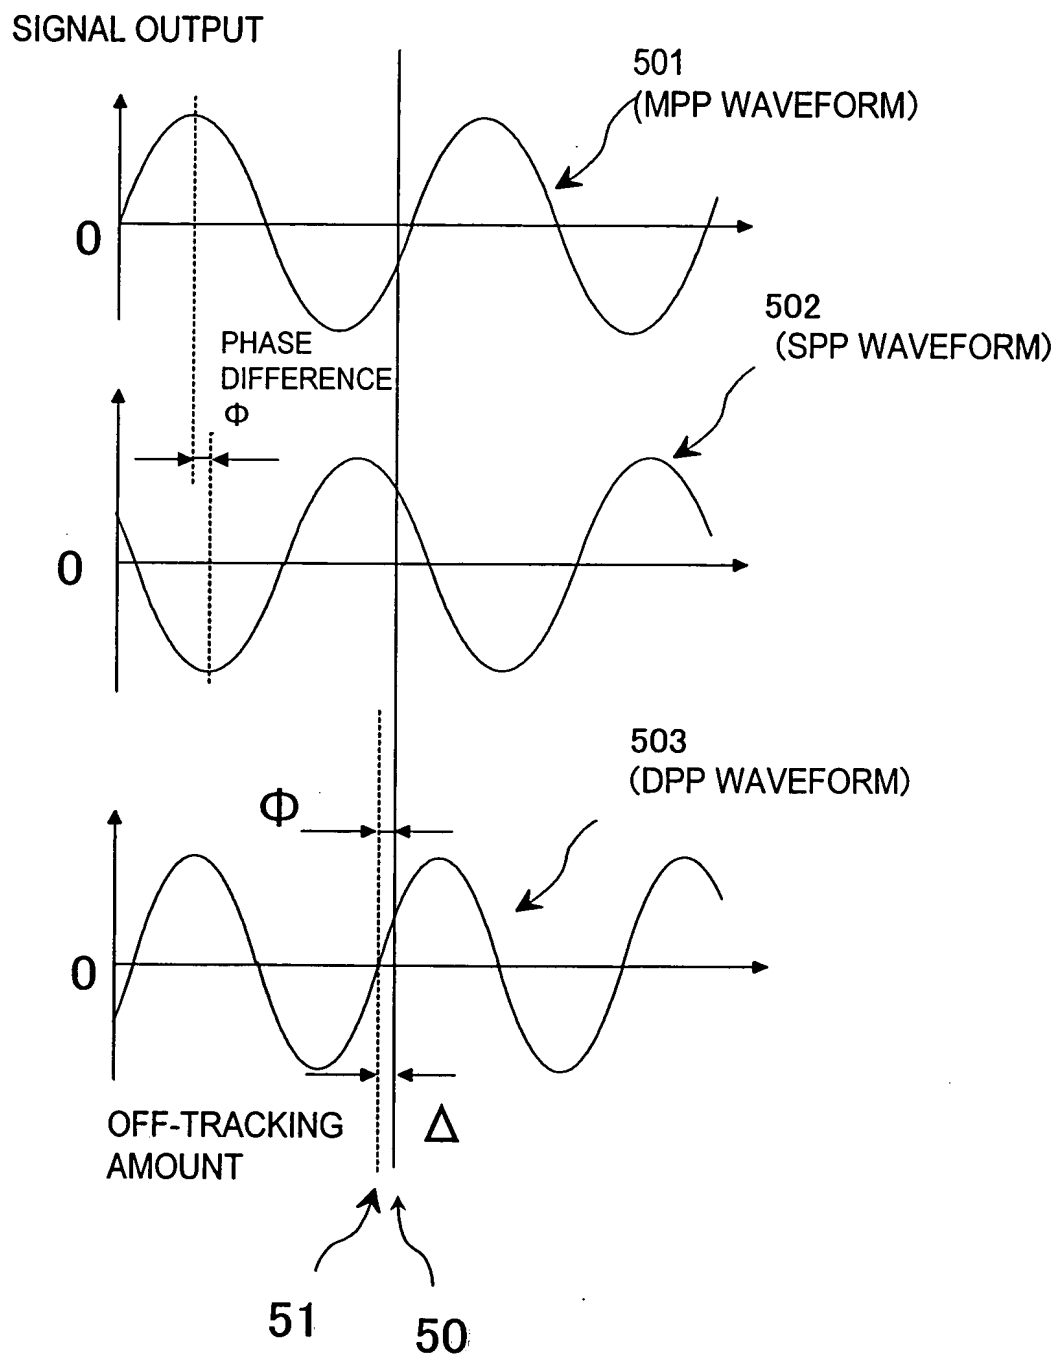 SIGNAL OUTPUT
501
(MPP WAVEFORM)
0
502
(SPP WAVEFORM)
PHASE
DIFFERENCE
Φ
0
503
(DPP WAVEFORM)
Φ
0
OFF-TRACKING
AMOUNT
Δ
51
50